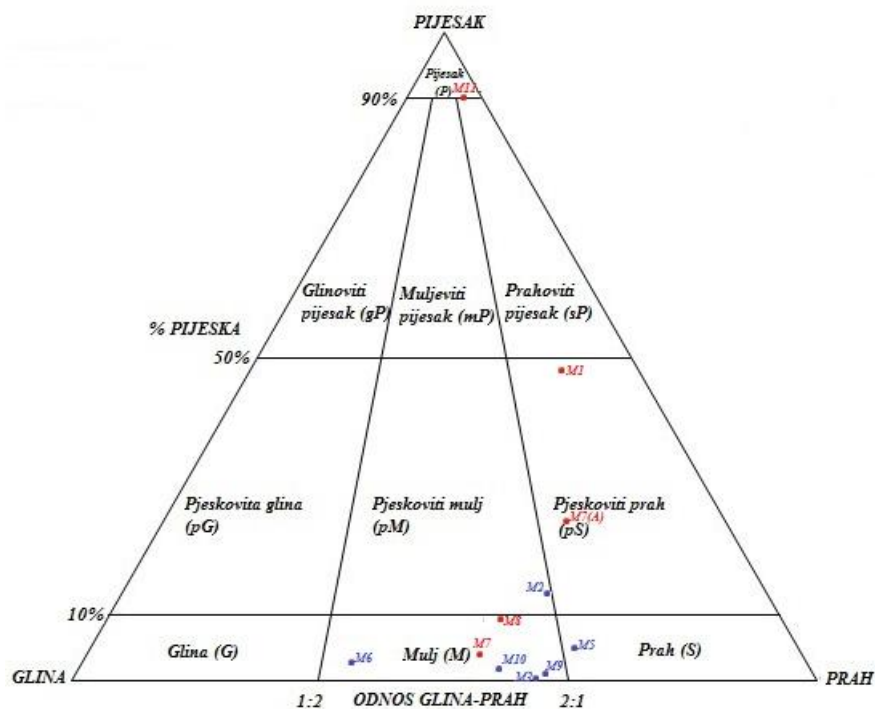 PIJESAK
Pijesak
(P)
M11
90%
Glinoviti
pijesak (gP)
Muljeviti
pijesak (mP)
Prahoviti
pijesak (sP)
% PIJESKA
50%
M1
Pjeskovita glina
(pG)
Pjeskoviti mulj
(pM)
Pjeskoviti prah
(pS)
M7(A)
M2
10%
M8
Glina (G)
M6
Mulj (M)
M7
M10
M3
M9
M5
Prah (S)
GLINA
PRAH
1:2
ODNOS GLINA-PRAH
2:1